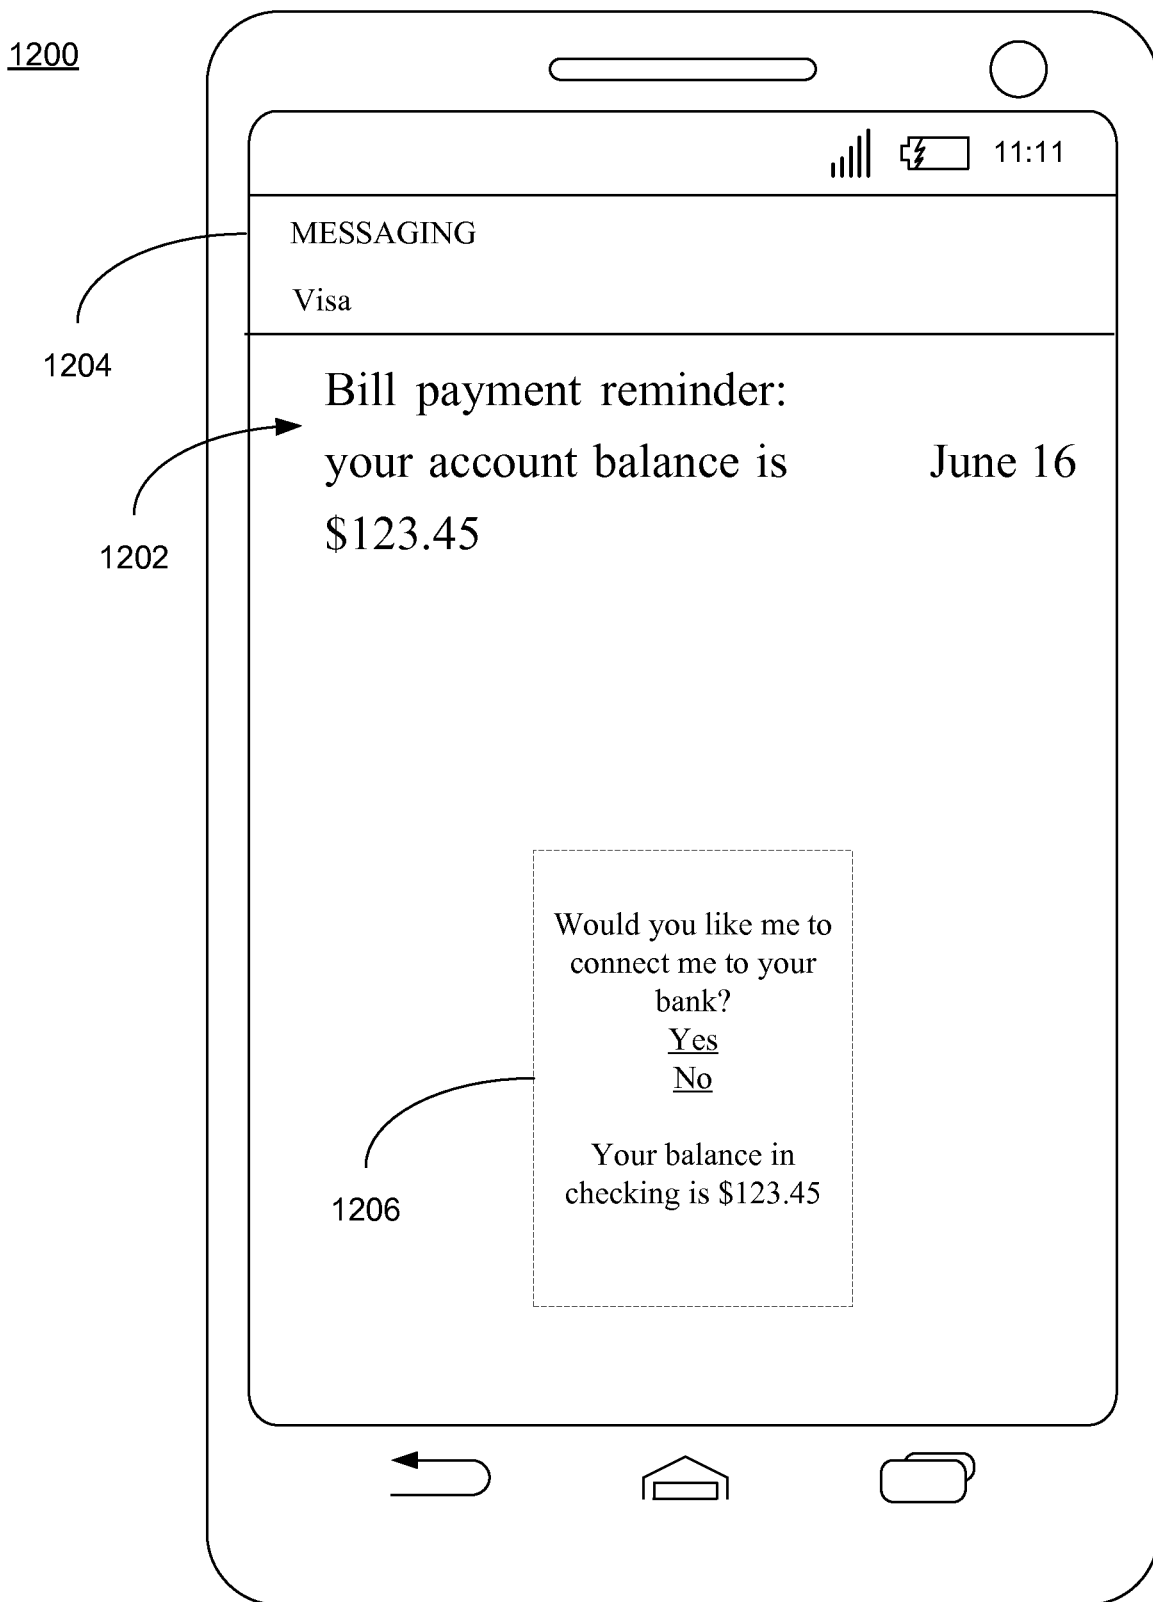 1200
11:11
MESSAGING
Visa
1204
Bill payment reminder:
your account balance is June 16
$123.45
1202
Would you like me to
connect me to your
bank?
Yes
No
Your balance in
checking is $123.45
1206